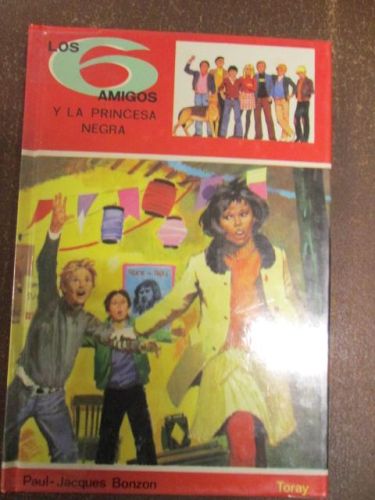 LOS
6
AMIGOS
Y LA PRINCESA
NEGRA
Paul-Jacques Bonzon
Toray